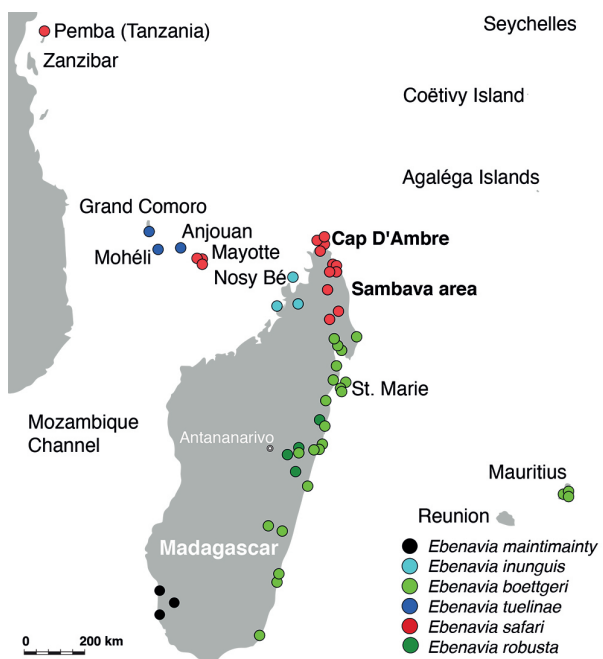 Pemba (Tanzania)
Seychelles
Zanzibar
Coëtivy Island
Agaléga Islands
Grand Comoro
Anjouan
Cap D'Ambre
Mohéli
Mayotte
Nosy Bé
Sambava area
St. Marie
Mozambique
Channel
Antananarivo
Mauritius
Reunion
Madagascar
Ebenavia maintimainty
Ebenavia inunguis
Ebenavia boettgeri
Ebenavia tuelinae
Ebenavia safari
Ebenavia robusta
0 200 km